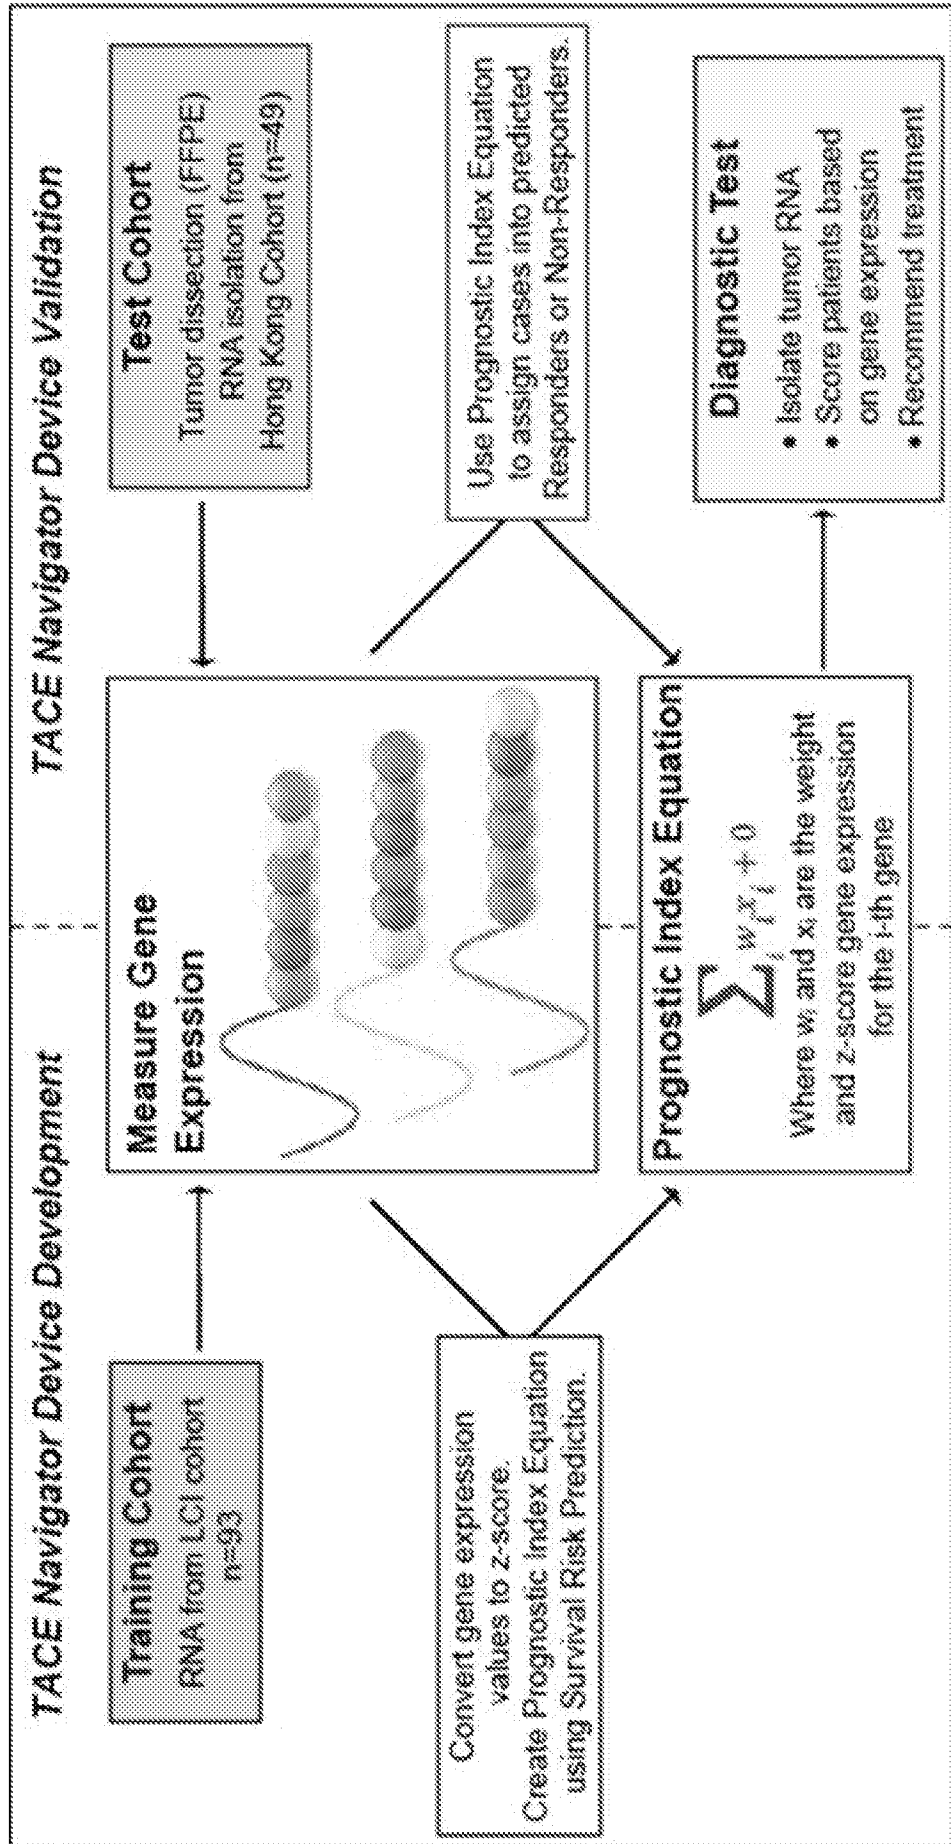 TACE Navigator Device Development
TACE Navigator Device Validation
Training Cohort
RNA from LCI cohort
n=93
Measure Gene
Expression
Test Cohort
Tumor dissection (FFPE)
RNA isolation from
Hong Kong Cohort (n=49)
Convert gene expression
values to z-score.
Create Prognostic Index Equation
using Survival Risk Prediction.
Use Prognostic Index Equation
to assign cases into predicted
Responders or Non-Responders.
Prognostic Index Equation
∑ᵢ wᵢxᵢ + 0
Where wᵢ and xᵢ are the weight
and z-score gene expression
for the i-th gene
Diagnostic Test
• Isolate tumor RNA
• Score patients based
on gene expression
• Recommend treatment